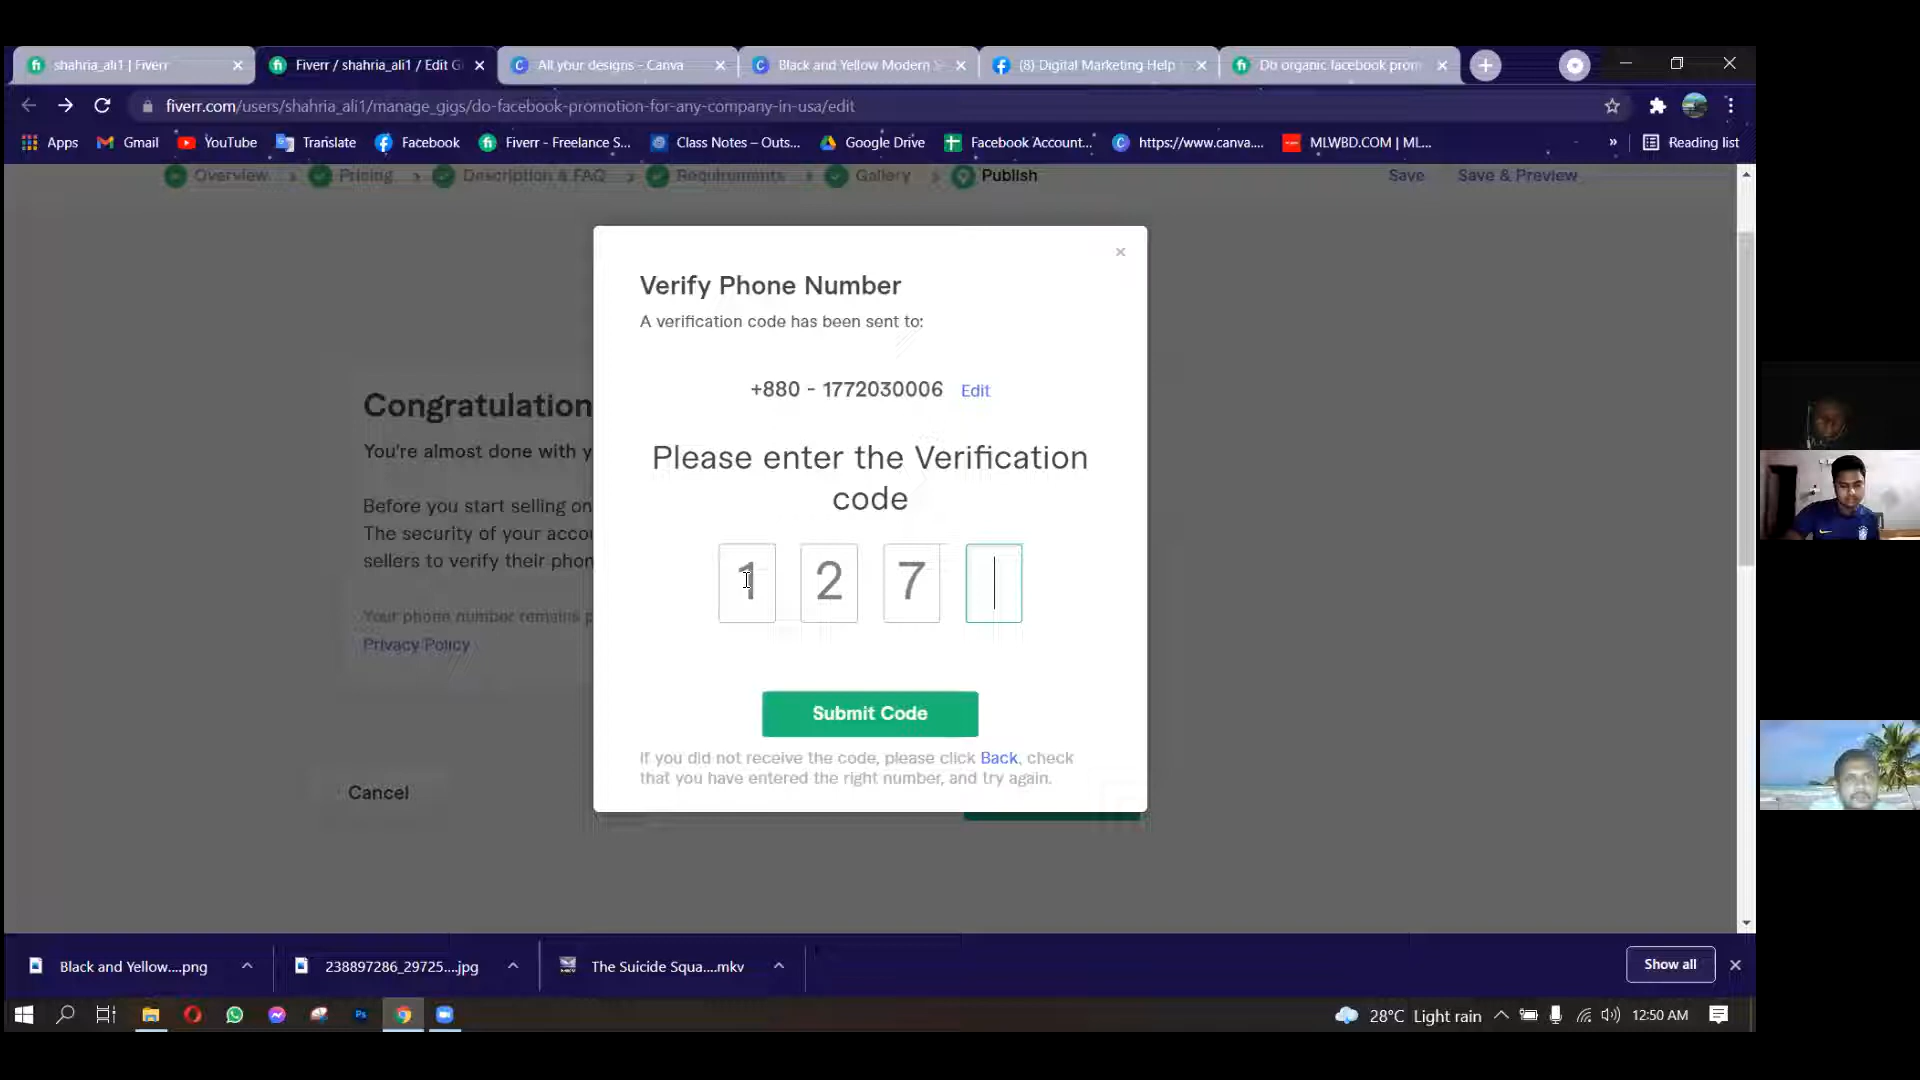 shahria_ali1 | Fiverr
Fiverr / shahria_ali1 / Edit G
All your designs - Canva
Black and Yellow Modern
(8) Digital Marketing Help
Do organic facebook prom
fiverr.com/users/shahria_ali1/manage_gigs/do-facebook-promotion-for-any-company-in-usa/edit
Apps
Gmail
YouTube
Translate
Facebook
Fiverr - Freelance S...
Class Notes – Outs...
Google Drive
Facebook Account...
https://www.canva....
MLWBD.COM | ML...
»
Reading list
Overview
Pricing
Description & FAQ
Requirements
Gallery
Publish
Save
Save & Preview
Verify Phone Number
A verification code has been sent to:
+880 - 1772030006 Edit
Please enter the Verification
code
1 2 7
Submit Code
If you did not receive the code, please click Back, check
that you have entered the right number, and try again.
Congratulation
You're almost done with y
Before you start selling on
The security of your accou
sellers to verify their phon
Your phone number remains p
Privacy Policy
Cancel
Black and Yellow....png
238897286_29725....jpg
The Suicide Squa....mkv
Show all
28°C Light rain
12:50 AM